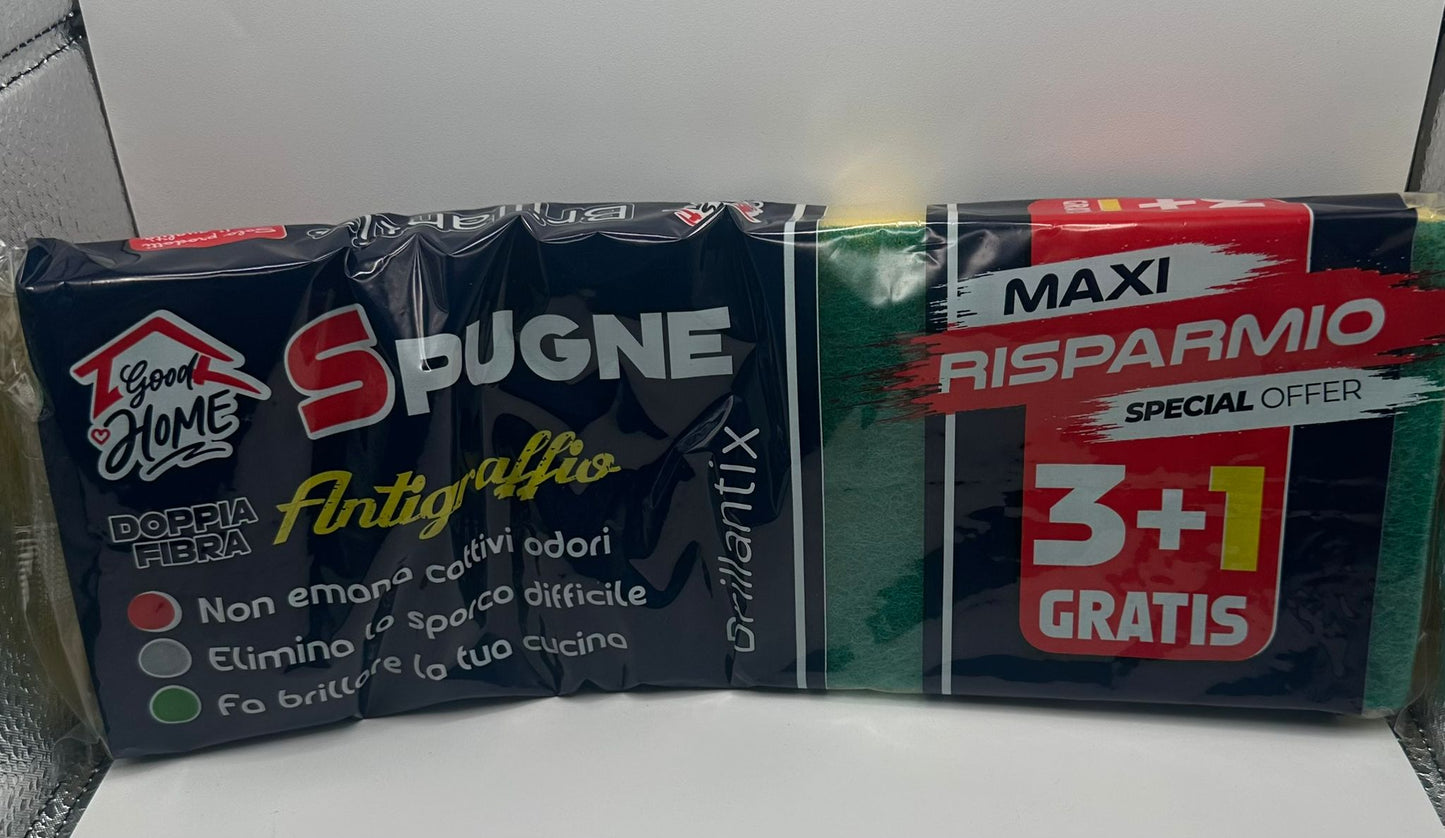 Good
HOME
SPUGNE
DOPPIA
FIBRA
Antigraffio
Non emana cattivi odori
Elimina lo sporco difficile
Fa brillare la tua cucina
Brillantix
MAXI
RISPARMIO
SPECIAL OFFER
3+1
GRATIS